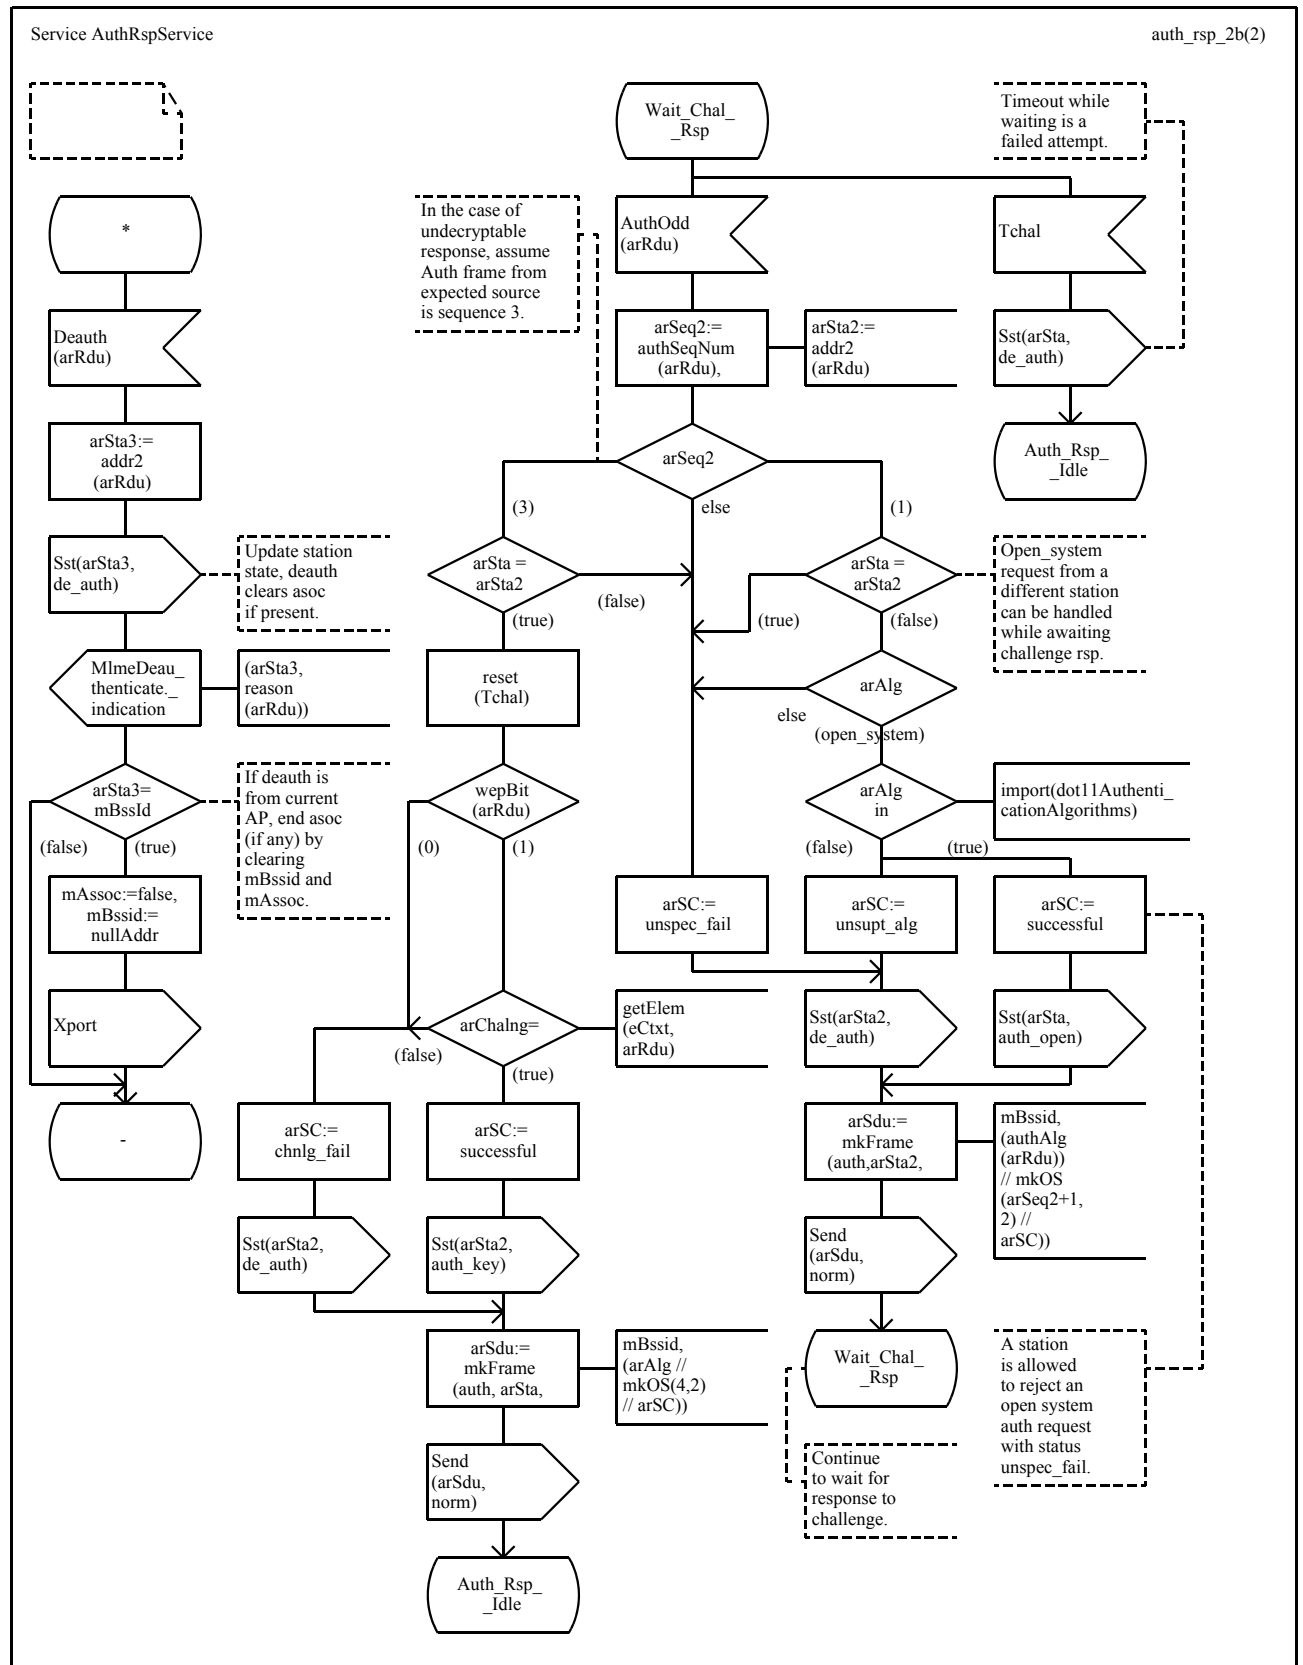 Service AuthRspService
auth_rsp_2b(2)
*
Deauth
(arRdu)
arSta3:=
addr2
(arRdu)
Sst(arSta3,
de_auth)
Update station
state, deauth
clears asoc
if present.
MlmeDeau_
thenticate._
indication
(arSta3,
reason
(arRdu))
arSta3=
mBssId
If deauth is
from current
AP, end asoc
(if any) by
clearing
mBssid and
mAssoc.
(false)
(true)
mAssoc:=false,
mBssid:=
nullAddr
Xport
-
Wait_Chal_
_Rsp
In the case of
undecryptable
response, assume
Auth frame from
expected source
is sequence 3.
AuthOdd
(arRdu)
arSeq2:=
authSeqNum
(arRdu),
arSta2:=
addr2
(arRdu)
Timeout while
waiting is a
failed attempt.
Tchal
Sst(arSta,
de_auth)
Auth_Rsp_
_Idle
arSeq2
(3)
else
(1)
arSta =
arSta2
(false)
(true)
reset
(Tchal)
wepBit
(arRdu)
(0)
(1)
arChalng=
getElem
(eCtxt,
arRdu)
(false)
(true)
arSC:=
chnlg_fail
arSC:=
successful
Sst(arSta2,
de_auth)
Sst(arSta2,
auth_key)
arSdu:=
mkFrame
(auth, arSta,
mBssid,
(arAlg //
mkOS(4,2)
// arSC))
Send
(arSdu,
norm)
Auth_Rsp_
_Idle
arSta =
arSta2
Open_system
request from a
different station
can be handled
while awaiting
challenge rsp.
(true)
(false)
arAlg
else
(open_system)
arAlg
in
import(dot11Authenti_
cationAlgorithms)
(false)
(true)
arSC:=
unspec_fail
arSC:=
unsupt_alg
arSC:=
successful
Sst(arSta2,
de_auth)
Sst(arSta,
auth_open)
arSdu:=
mkFrame
(auth,arSta2,
mBssid,
(authAlg
(arRdu))
// mkOS
(arSeq2+1,
2) //
arSC))
Send
(arSdu,
norm)
Wait_Chal_
_Rsp
A station
is allowed
to reject an
open system
auth request
with status
unspec_fail.
Continue
to wait for
response to
challenge.